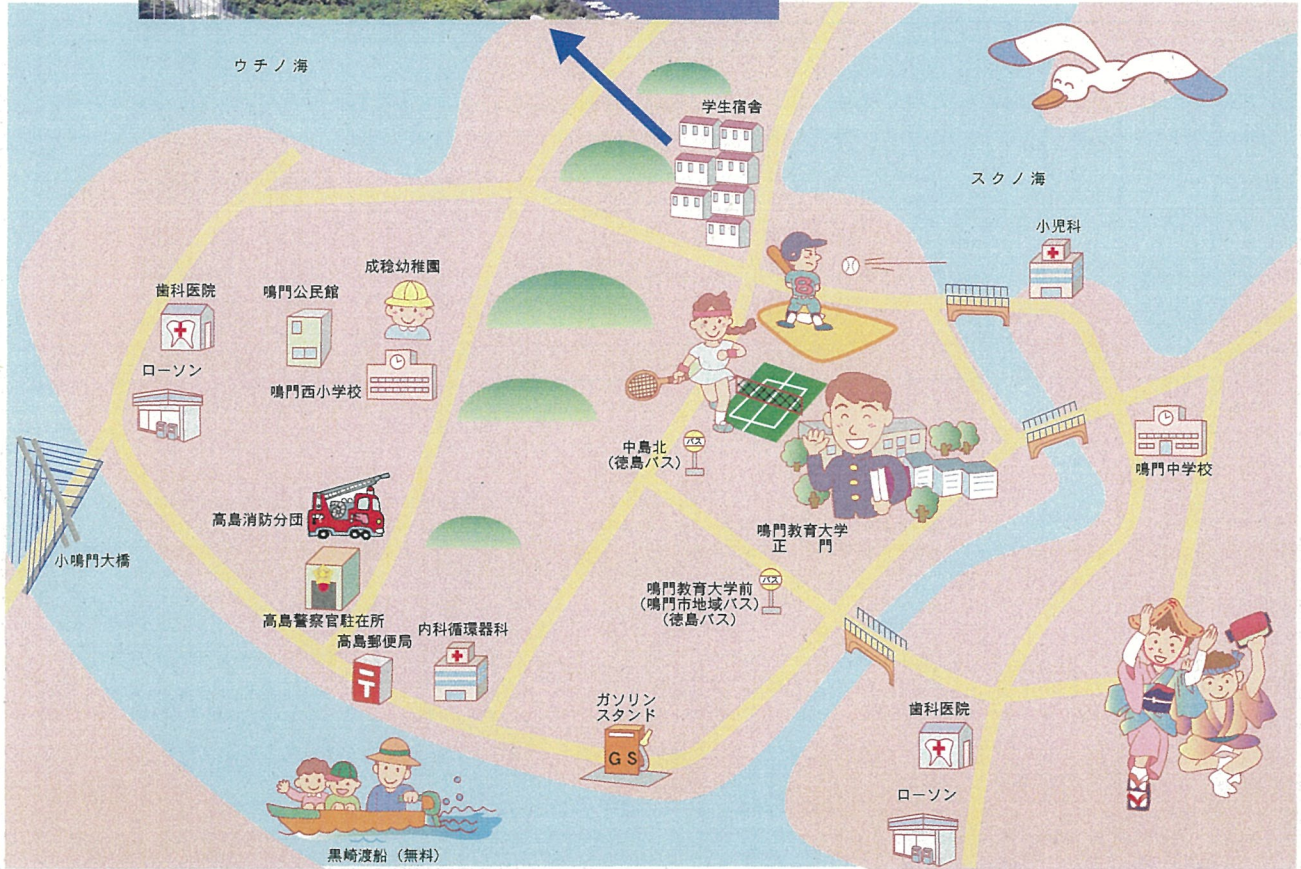 ウチノ海
学生宿舎
スクノ海
小児科
成稔幼稚園
歯科医院
鳴門公民館
ローソン
鳴門西小学校
中島北
(徳島バス)
バス
鳴門中学校
高島消防分団
小鳴門大橋
鳴門教育大学
正 門
鳴門教育大学前
(鳴門市地域バス)
(徳島バス)
バス
高島警察官駐在所
高島郵便局
内科循環器科
〒
ガソリン
スタンド
GS
歯科医院
ローソン
黒崎渡船(無料)